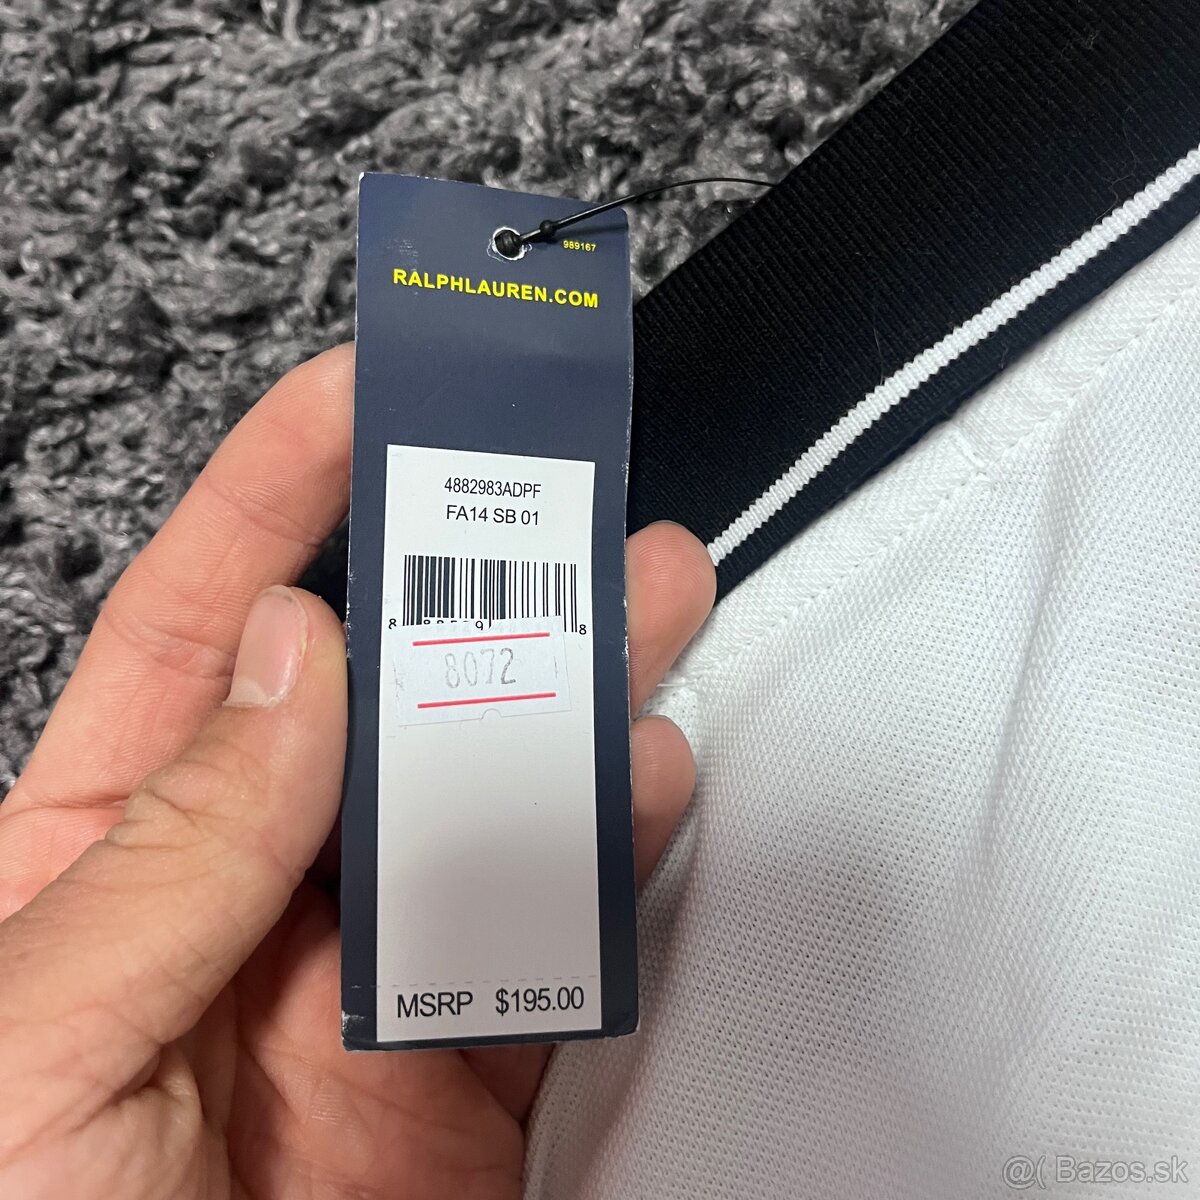 989167
RALPHLAUREN.COM
4882983ADPF
FA14 SB 01
8072
MSRP $195.00
@( Bazos.sk